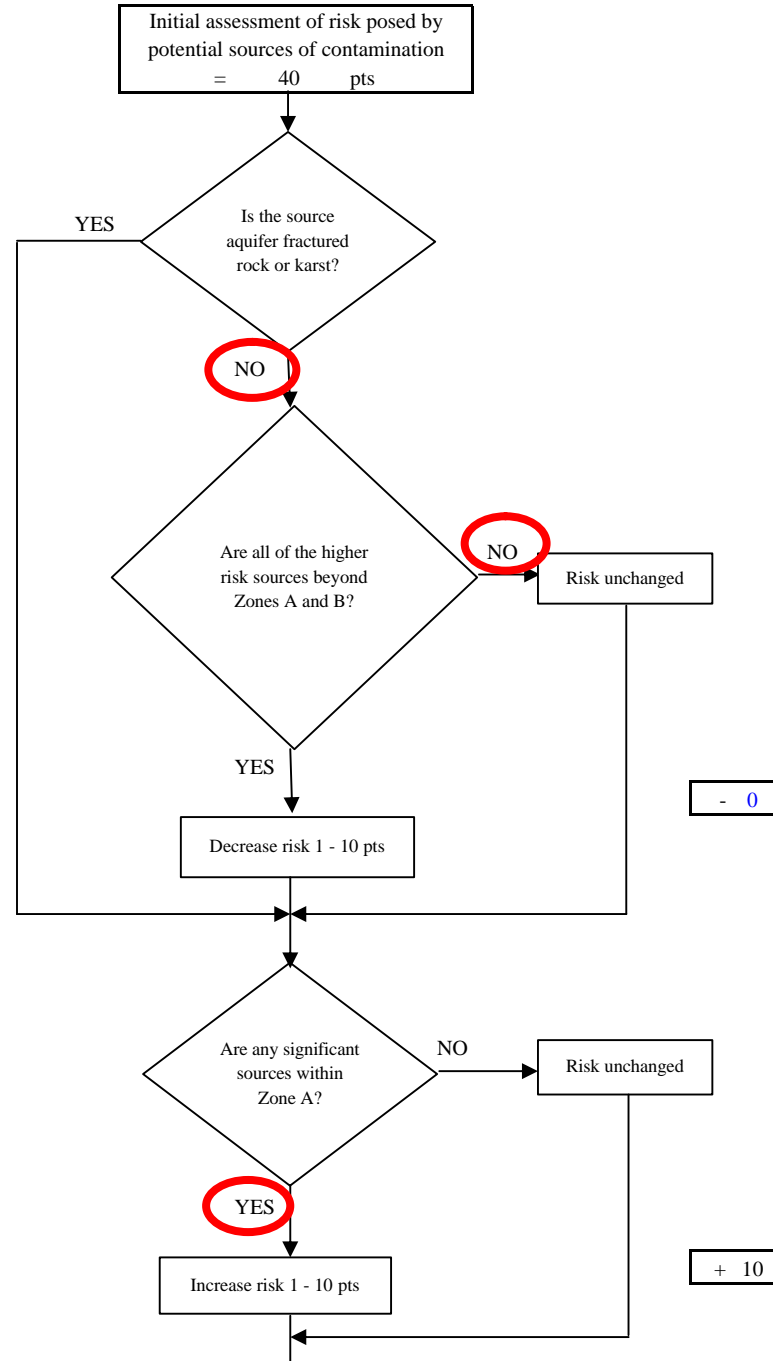 Initial assessment of risk posed by
potential sources of contamination
= 40 pts
YES
Is the source
aquifer fractured
rock or karst?
NO
Are all of the higher
risk sources beyond
Zones A and B?
NO
Risk unchanged
YES
- 0
Decrease risk 1 - 10 pts
Are any significant
sources within
Zone A?
NO
Risk unchanged
YES
+ 10
Increase risk 1 - 10 pts